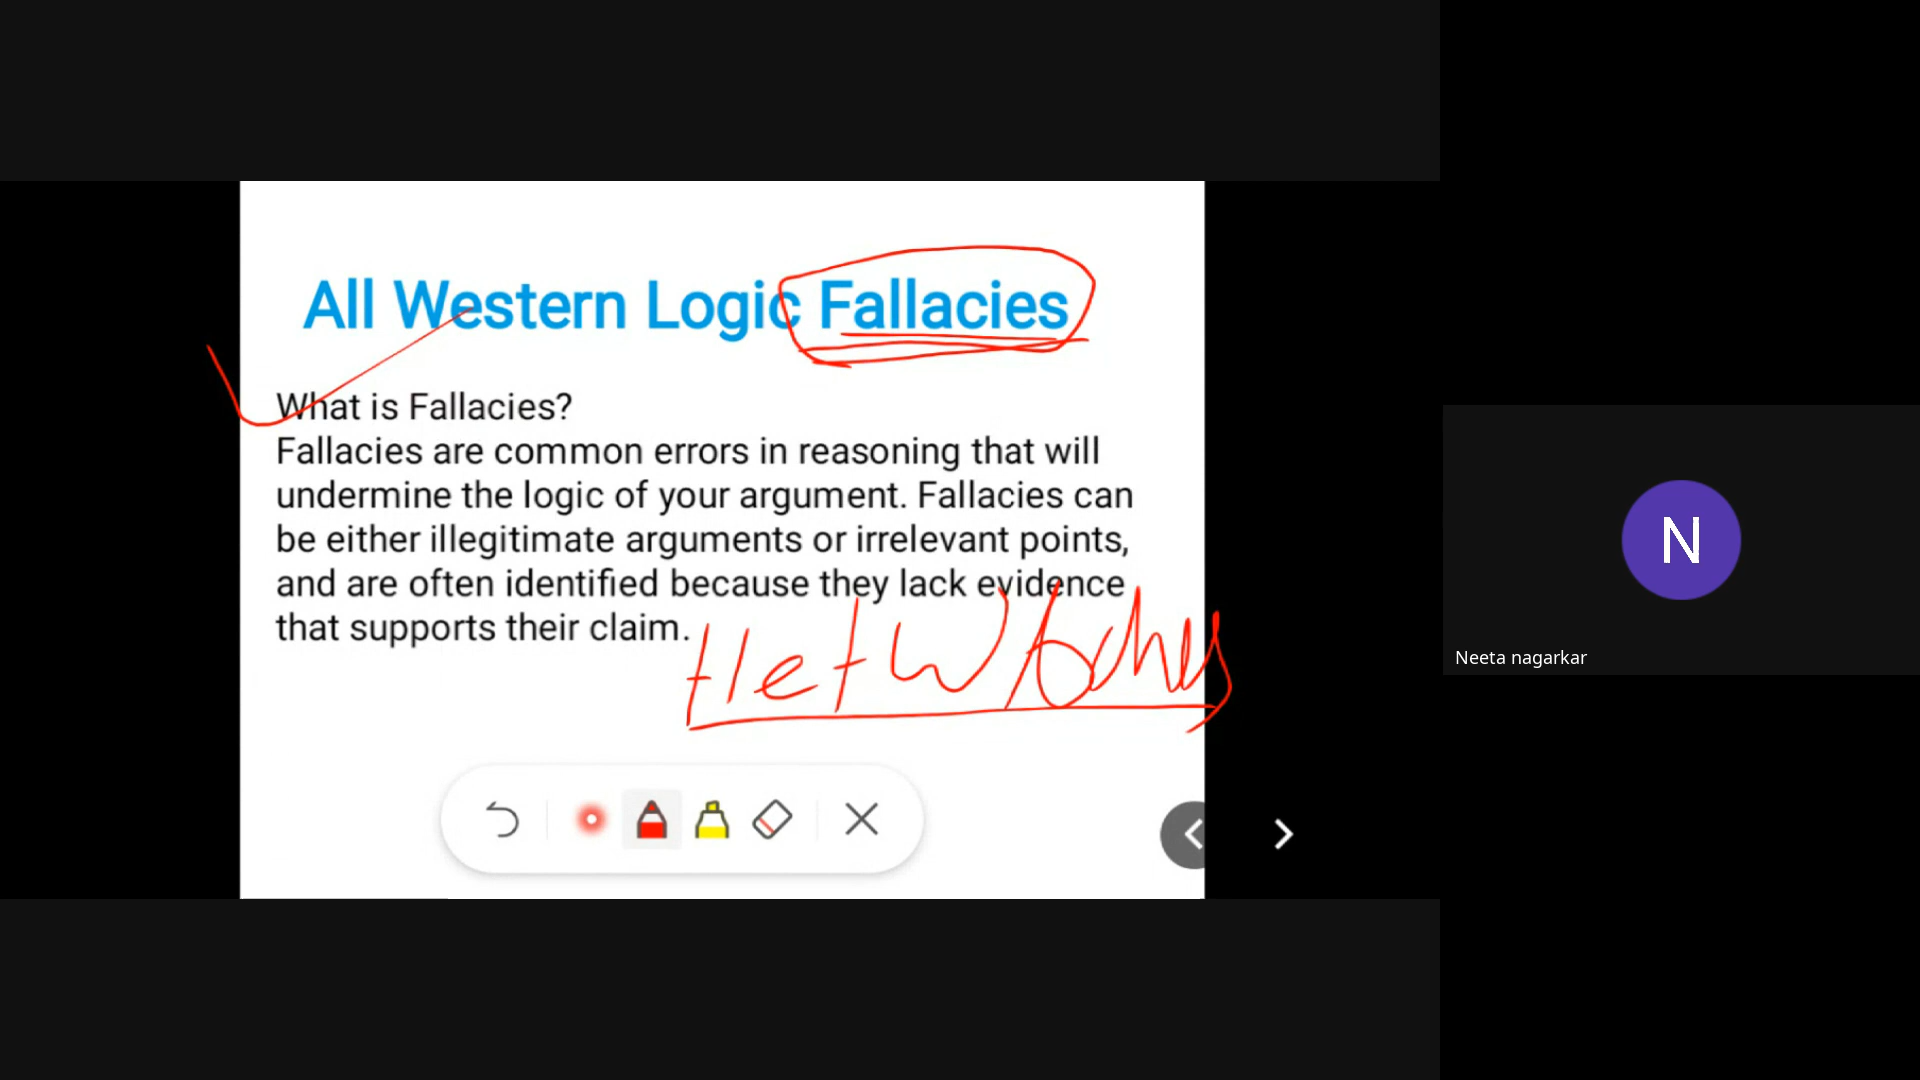 All Western Logic Fallacies
What is Fallacies?
Fallacies are common errors in reasoning that will
undermine the logic of your argument. Fallacies can
be either illegitimate arguments or irrelevant points,
and are often identified because they lack evidence
that supports their claim.
N
Neeta nagarkar